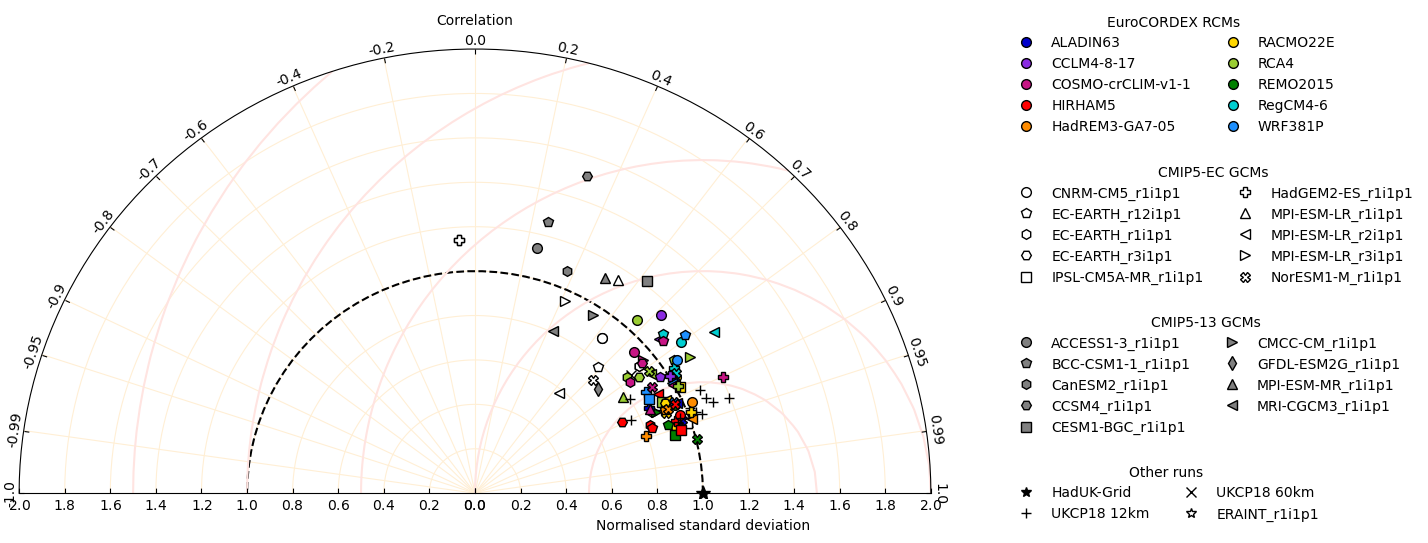 Correlation
0.0
-0.2
0.2
-0.4
0.4
-0.6
0.6
-0.7
0.7
-0.8
0.8
-0.9
0.9
-0.95
0.95
-0.99
0.99
-1.0
1.0
2.0 1.8 1.6 1.4 1.2 1.0 0.8 0.6 0.4 0.2 0.0 0.2 0.4 0.6 0.8 1.0 1.2 1.4 1.6 1.8 2.0
Normalised standard deviation
EuroCORDEX RCMs
ALADIN63 RACMO22E
CCLM4-8-17 RCA4
COSMO-crCLIM-v1-1 REMO2015
HIRHAM5 RegCM4-6
HadREM3-GA7-05 WRF381P
CMIP5-EC GCMs
CNRM-CM5_r1i1p1 HadGEM2-ES_r1i1p1
EC-EARTH_r12i1p1 MPI-ESM-LR_r1i1p1
EC-EARTH_r1i1p1 MPI-ESM-LR_r2i1p1
EC-EARTH_r3i1p1 MPI-ESM-LR_r3i1p1
IPSL-CM5A-MR_r1i1p1 NorESM1-M_r1i1p1
CMIP5-13 GCMs
ACCESS1-3_r1i1p1 CMCC-CM_r1i1p1
BCC-CSM1-1_r1i1p1 GFDL-ESM2G_r1i1p1
CanESM2_r1i1p1 MPI-ESM-MR_r1i1p1
CCSM4_r1i1p1 MRI-CGCM3_r1i1p1
CESM1-BGC_r1i1p1
Other runs
HadUK-Grid UKCP18 60km
UKCP18 12km ERAINT_r1i1p1